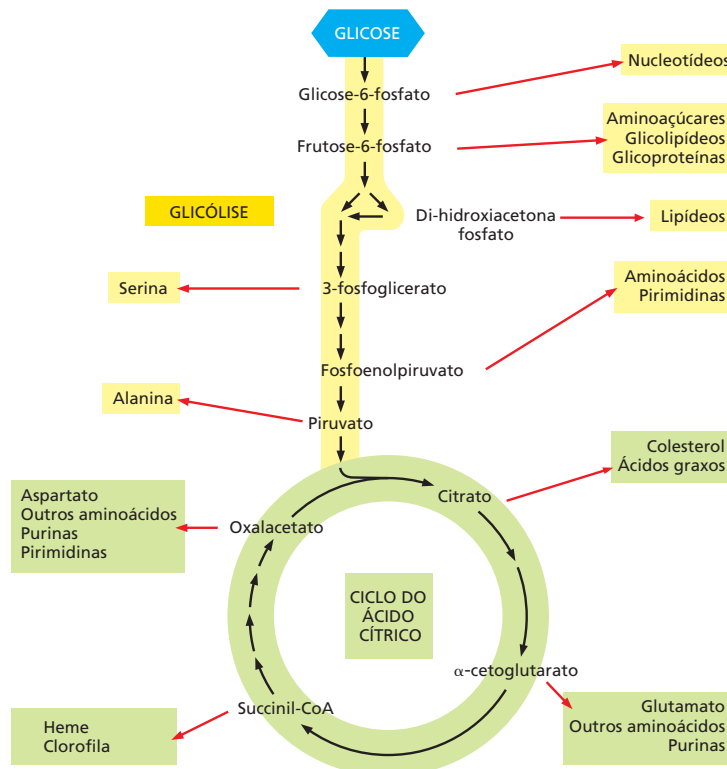 GLICOSE
Nucleotídeos
Glicose-6-fosfato
Aminoaçúcares
Glicolipídeos
Glicoproteínas
Frutose-6-fosfato
GLICÓLISE
Di-hidroxiacetona
fosfato
Lipídeos
Serina
3-fosfoglicerato
Aminoácidos
Pirimidinas
Fosfoenolpiruvato
Alanina
Piruvato
Colesterol
Ácidos graxos
Citrato
Aspartato
Outros aminoácidos
Purinas
Pirimidinas
Oxalacetato
CICLO DO
ÁCIDO
CÍTRICO
α-cetoglutarato
Succinil-CoA
Glutamato
Outros aminoácidos
Purinas
Heme
Clorofila